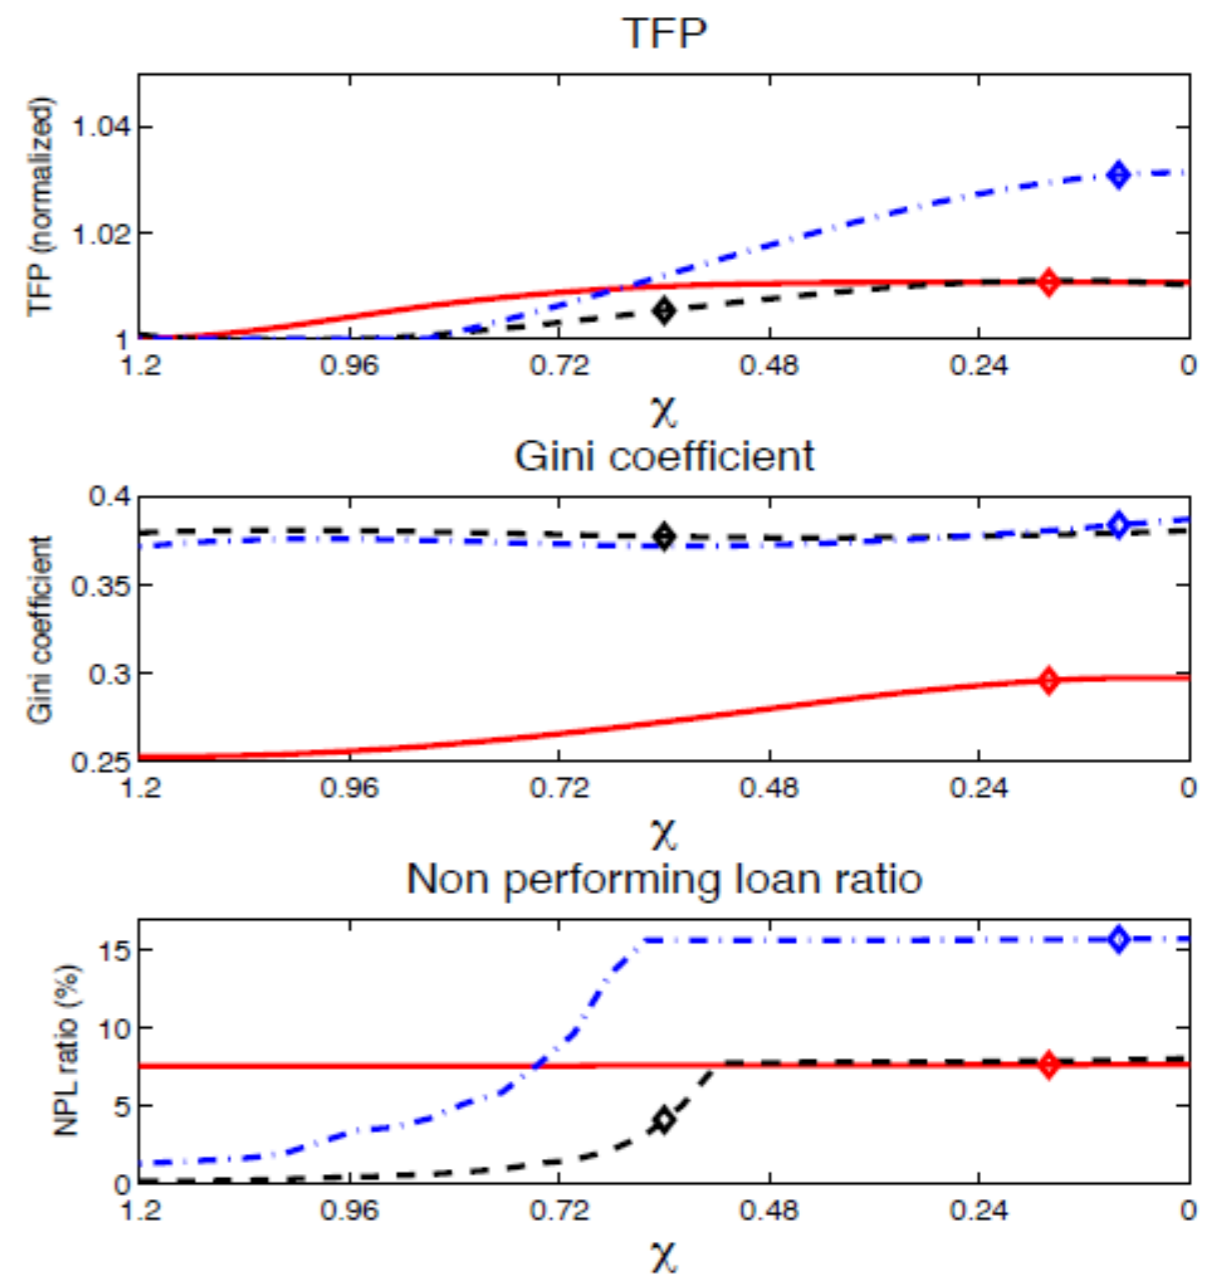 TFP
TFP (normalized)
1.04
1.02
1
1.2 0.96 0.72 0.48 0.24 0
χ
Gini coefficient
Gini coefficient
0.4
0.35
0.3
0.25
1.2 0.96 0.72 0.48 0.24 0
χ
Non performing loan ratio
NPL ratio (%)
15
10
5
0
1.2 0.96 0.72 0.48 0.24 0
χ